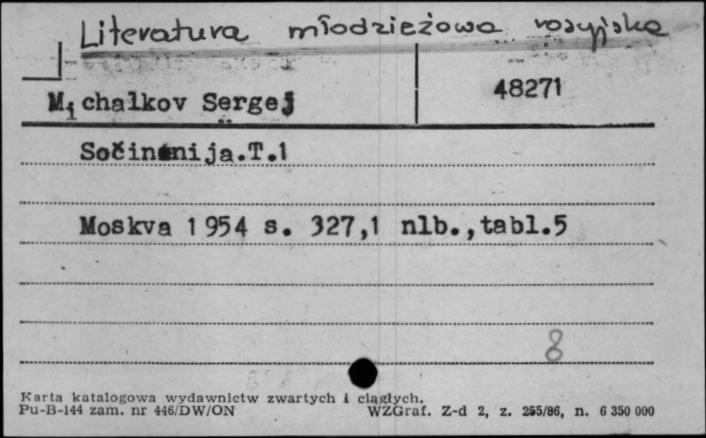 Literatura młodzieżowa rosyjska
48271
Michalkov Sergej
Sočinenija.T.1
Moskva 1954 s. 327,1 nlb.,tabl.5
8
Karta katalogowa wydawnictw zwartych i ciągłych.
Pu-B-144 zam. nr 446/DW/ON WZGraf. Z-d 2, z. 255/86, n. 6 350 000